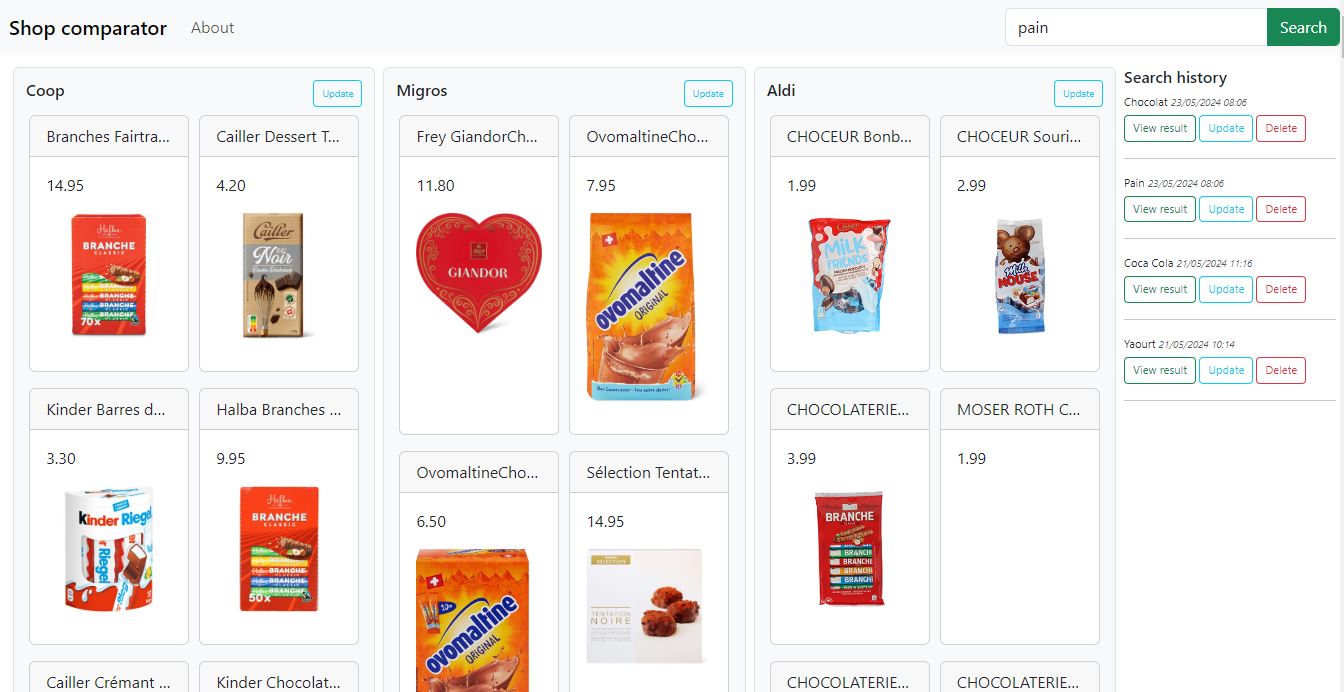 Shop comparator
About
pain
Search
Coop
Update
Branches Fairtra...
14.95
Halba
BRANCHE
CLASSIC
70x
Cailler Dessert T...
4.20
Cailler
Noir
Kinder Barres d...
3.30
Kinder Riegel
Riegel
Halba Branches ...
9.95
Halba
BRANCHE
CLASSIC
50x
Cailler Crémant ...
Kinder Chocolat...
Migros
Update
Frey GiandorCh...
11.80
GIANDOR
OvomaltineCho...
7.95
ovomaltine
ORIGINAL
OvomaltineCho...
6.50
ovomaltine
ORIGINAL
Sélection Tentat...
14.95
SELECTION
TENTATION
NOIRE
Aldi
Update
CHOCEUR Bonb...
1.99
MILK
FRIENDS
CHOCEUR Souri...
2.99
Milk
MOUSE
CHOCOLATERIE...
3.99
BRANCHE
CLASSIC
MOSER ROTH C...
1.99
CHOCOLATERIE...
CHOCOLATERIE...
Search history
Chocolat 23/05/2024 08:06
View result Update Delete
Pain 23/05/2024 08:06
View result Update Delete
Coca Cola 21/05/2024 11:16
View result Update Delete
Yaourt 21/05/2024 10:14
View result Update Delete